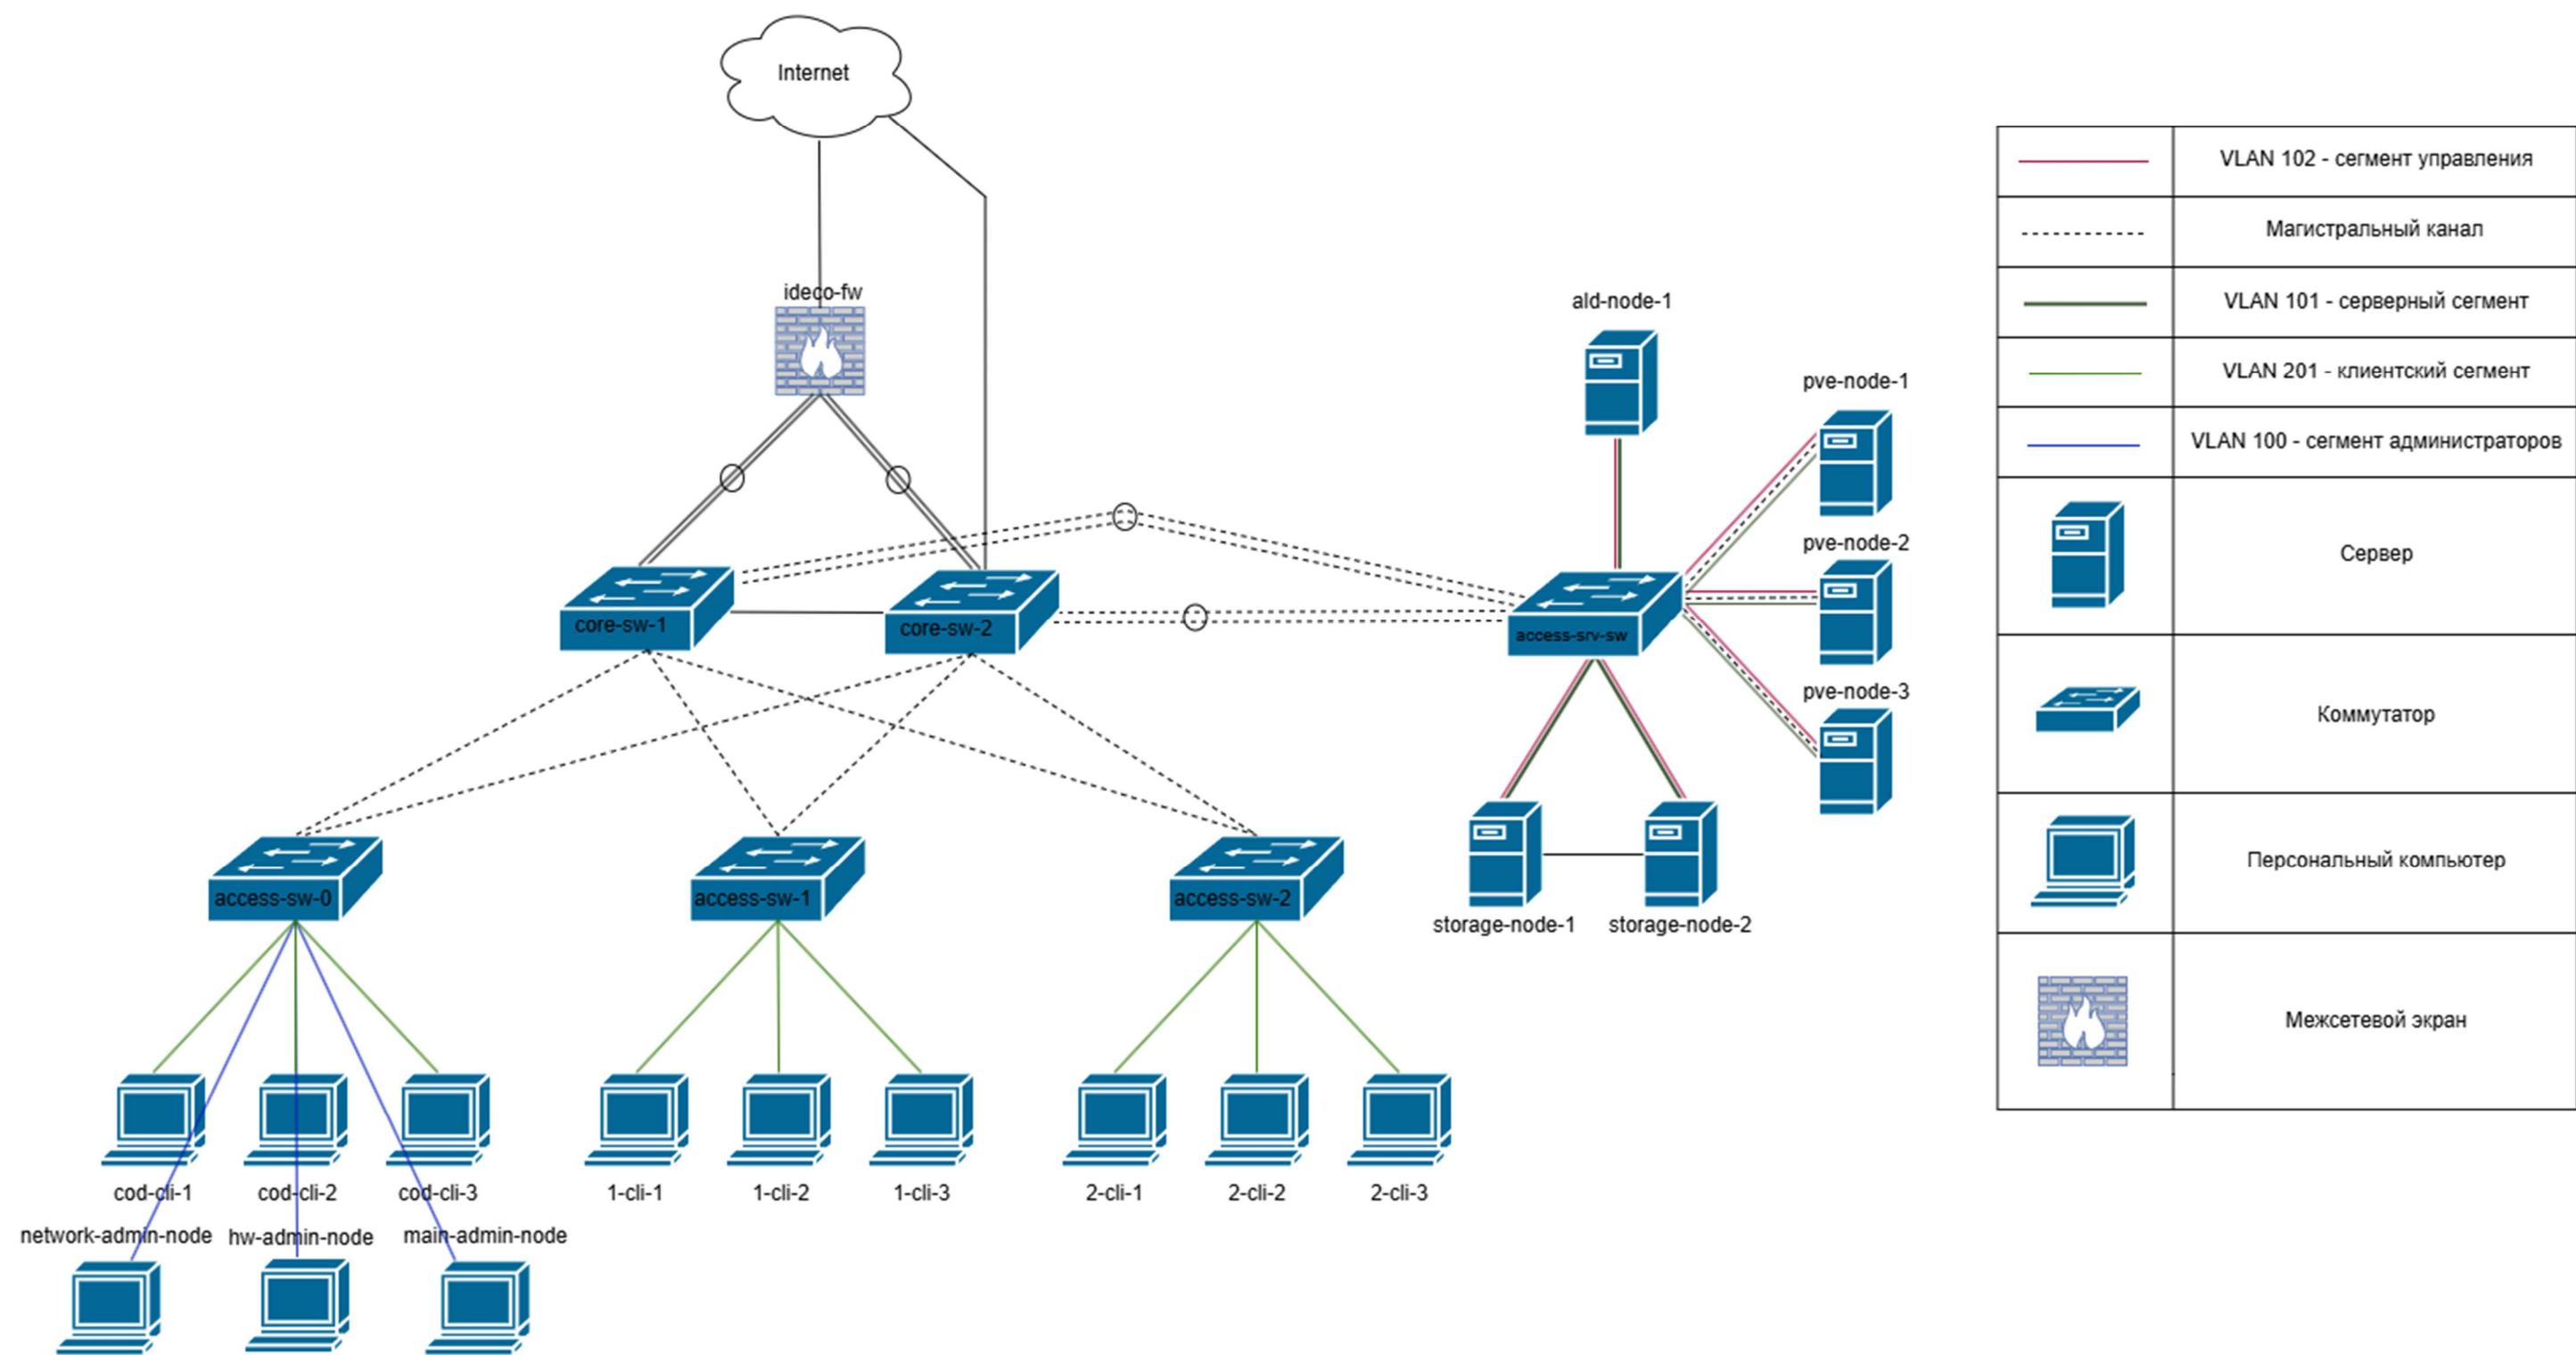 Internet
ideco-fw
core-sw-1
core-sw-2
access-srv-sw
ald-node-1
pve-node-1
pve-node-2
pve-node-3
storage-node-1
storage-node-2
access-sw-0
access-sw-1
access-sw-2
cod-cli-1
cod-cli-2
cod-cli-3
1-cli-1
1-cli-2
1-cli-3
2-cli-1
2-cli-2
2-cli-3
network-admin-node
hw-admin-node
main-admin-node
VLAN 102 - сегмент управления
Магистральный канал
VLAN 101 - серверный сегмент
VLAN 201 - клиентский сегмент
VLAN 100 - сегмент администраторов
Сервер
Коммутатор
Персональный компьютер
Межсетевой экран